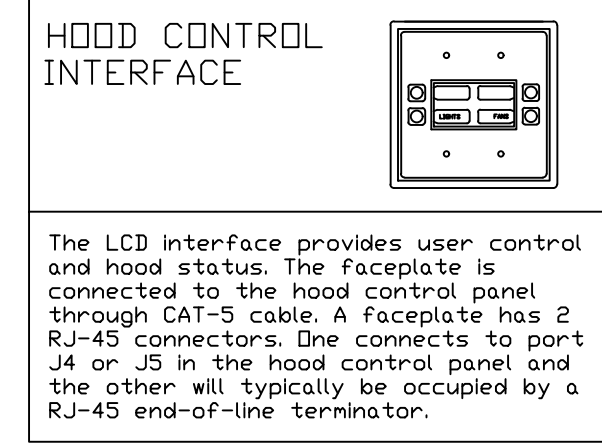 HOOD CONTROL
INTERFACE
LIGHTS FANS
The LCD interface provides user control
and hood status. The faceplate is
connected to the hood control panel
through CAT-5 cable. A faceplate has 2
RJ-45 connectors. One connects to port
J4 or J5 in the hood control panel and
the other will typically be occupied by a
RJ-45 end-of-line terminator.